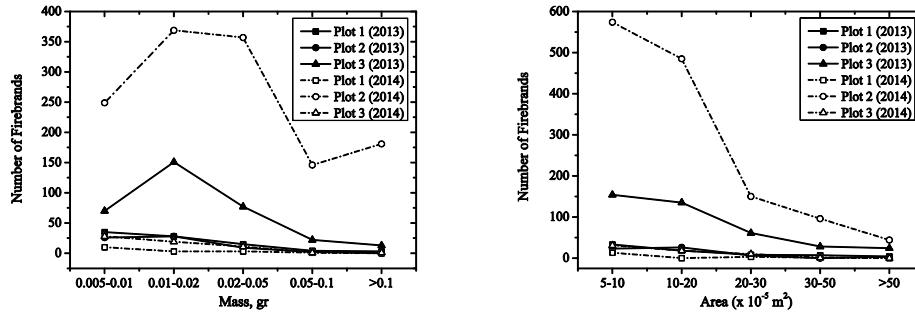 400
350
300
250
200
150
100
50
0
Number of Firebrands
Plot 1 (2013)
Plot 2 (2013)
Plot 3 (2013)
Plot 1 (2014)
Plot 2 (2014)
Plot 3 (2014)
0.005-0.01 0.01-0.02 0.02-0.05 0.05-0.1 >0.1
Mass, gr
600
500
400
300
200
100
0
Number of Firebrands
Plot 1 (2013)
Plot 2 (2013)
Plot 3 (2013)
Plot 1 (2014)
Plot 2 (2014)
Plot 3 (2014)
5-10 10-20 20-30 30-50 >50
Area (x 10⁻⁵ m²)